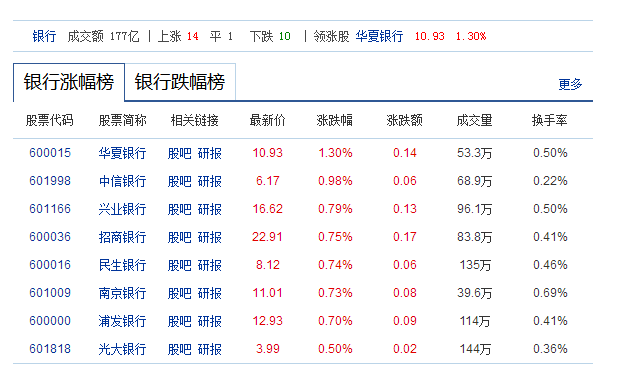 银行 成交额 177亿 | 上涨 14 平 1 下跌 10 | 领涨股 华夏银行 10.93 1.30%
银行涨幅榜 银行跌幅榜 更多
股票代码 股票简称 相关链接 最新价 涨跌幅 涨跌额 成交量 换手率
600015 华夏银行 股吧 研报 10.93 1.30% 0.14 53.3万 0.50%
601998 中信银行 股吧 研报 6.17 0.98% 0.06 68.9万 0.22%
601166 兴业银行 股吧 研报 16.62 0.79% 0.13 96.1万 0.50%
600036 招商银行 股吧 研报 22.91 0.75% 0.17 83.8万 0.41%
600016 民生银行 股吧 研报 8.12 0.74% 0.06 135万 0.46%
601009 南京银行 股吧 研报 11.01 0.73% 0.08 39.6万 0.69%
600000 浦发银行 股吧 研报 12.93 0.70% 0.09 114万 0.41%
601818 光大银行 股吧 研报 3.99 0.50% 0.02 144万 0.36%